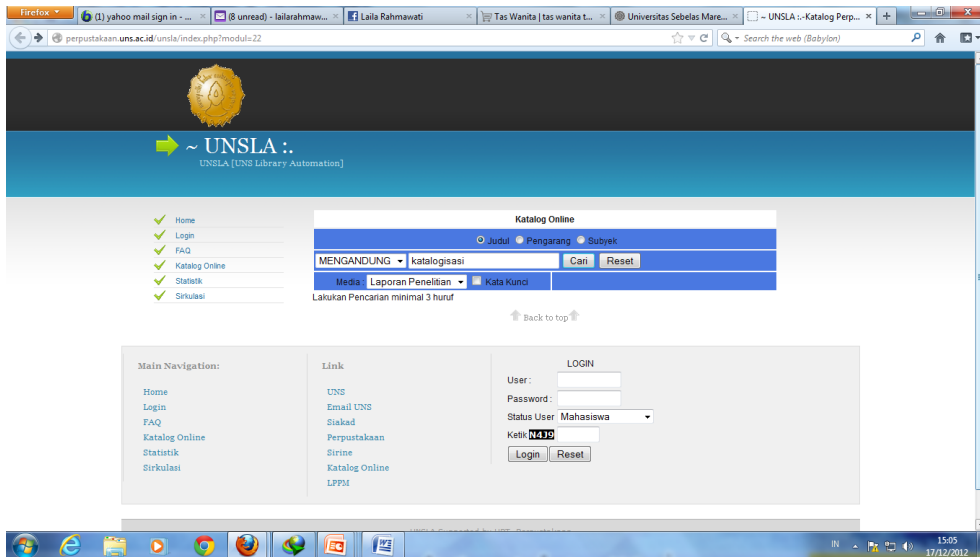 Firefox
(1) yahoo mail sign in - ...
(8 unread) - lailarahmaw...
Laila Rahmawati
Tas Wanita | tas wanita t...
Universitas Sebelas Mare...
~ UNSLA :.-Katalog Perp...
perpustakaan.uns.ac.id/unsla/index.php?modul=22
Search the web (Babylon)
~ UNSLA :.
UNSLA [UNS Library Automation]
Home
Login
FAQ
Katalog Online
Statistik
Sirkulasi
Katalog Online
Judul Pengarang Subyek
MENGANDUNG katalogisasi Cari Reset
Media : Laporan Penelitian Kata Kunci
Lakukan Pencarian minimal 3 huruf
Back to top
Main Navigation:
Home
Login
FAQ
Katalog Online
Statistik
Sirkulasi
Link
UNS
Email UNS
Siakad
Perpustakaan
Sirine
Katalog Online
LPPM
LOGIN
User :
Password :
Status User Mahasiswa
Ketik N4J9
Login Reset
UNSLA Supported by UPT. Perpustakaan
IN
15:05
17/12/2012